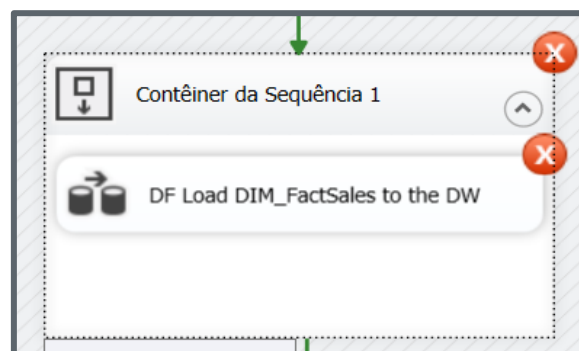 Contêiner da Sequência 1
DF Load DIM_FactSales to the DW